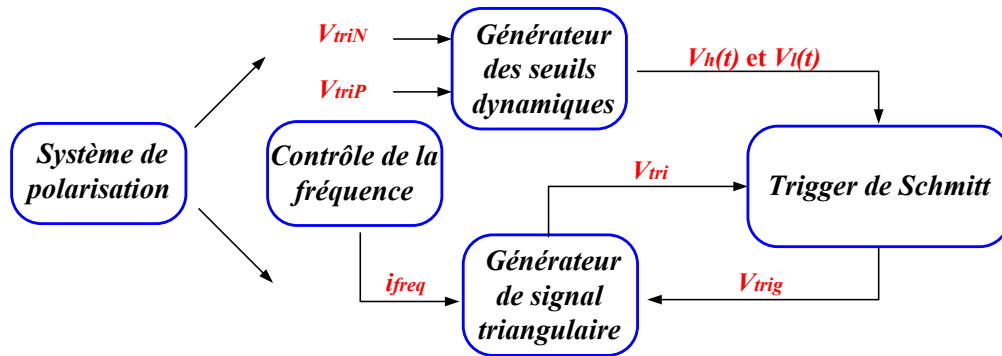 VtriN
VtriP
Générateur
des seuils
dynamiques
Vh(t) et Vl(t)
Système de
polarisation
Contrôle de la
fréquence
Vtri
Trigger de Schmitt
ifreq
Générateur
de signal
triangulaire
Vtrig